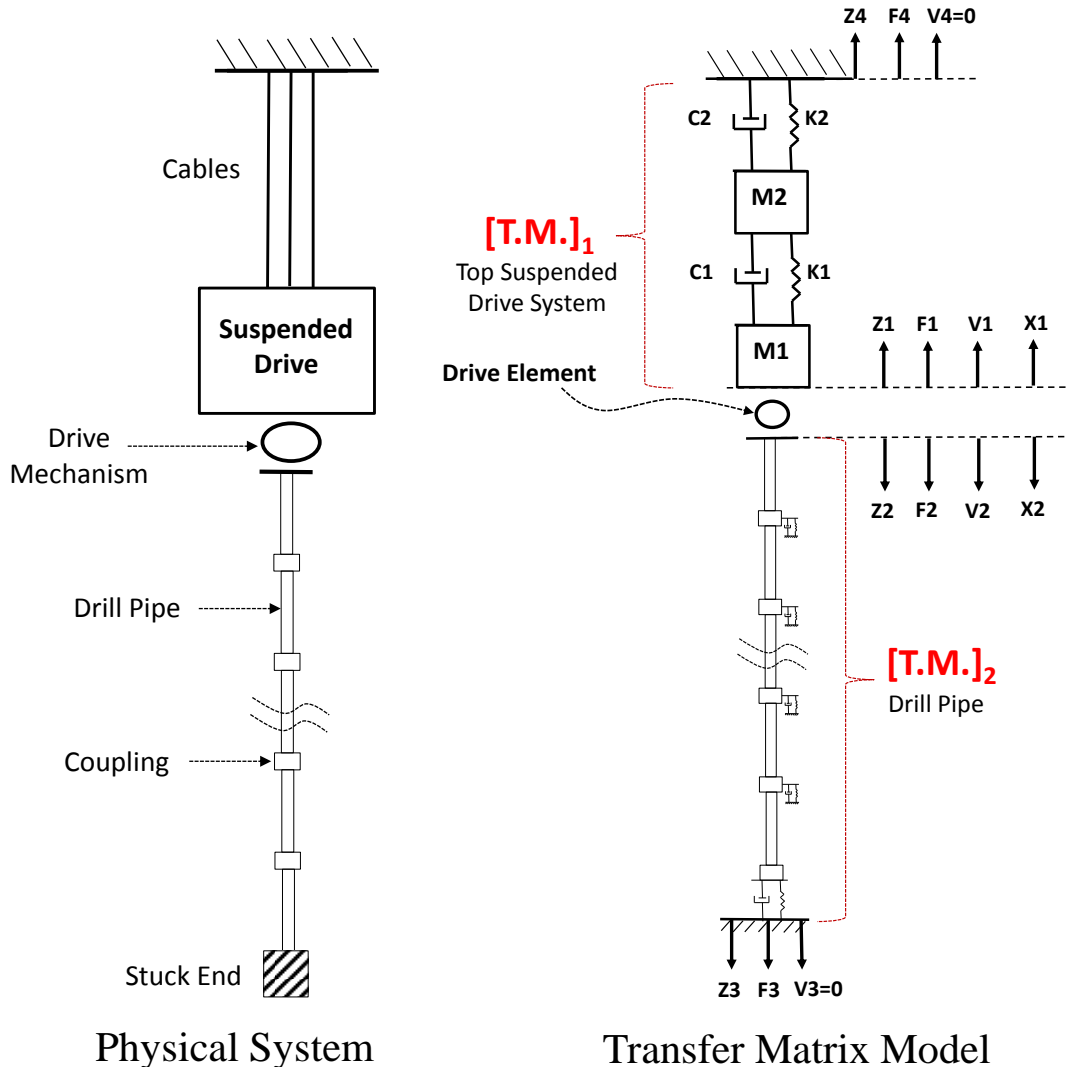 Cables
Suspended
Drive
Drive
Mechanism
Drill Pipe
Coupling
Stuck End
Physical System
Z4 F4 V4=0
C2 K2
M2
[T.M.]1
Top Suspended
Drive System
C1 K1
M1
Z1 F1 V1 X1
Drive Element
Z2 F2 V2 X2
[T.M.]2
Drill Pipe
Z3 F3 V3=0
Transfer Matrix Model